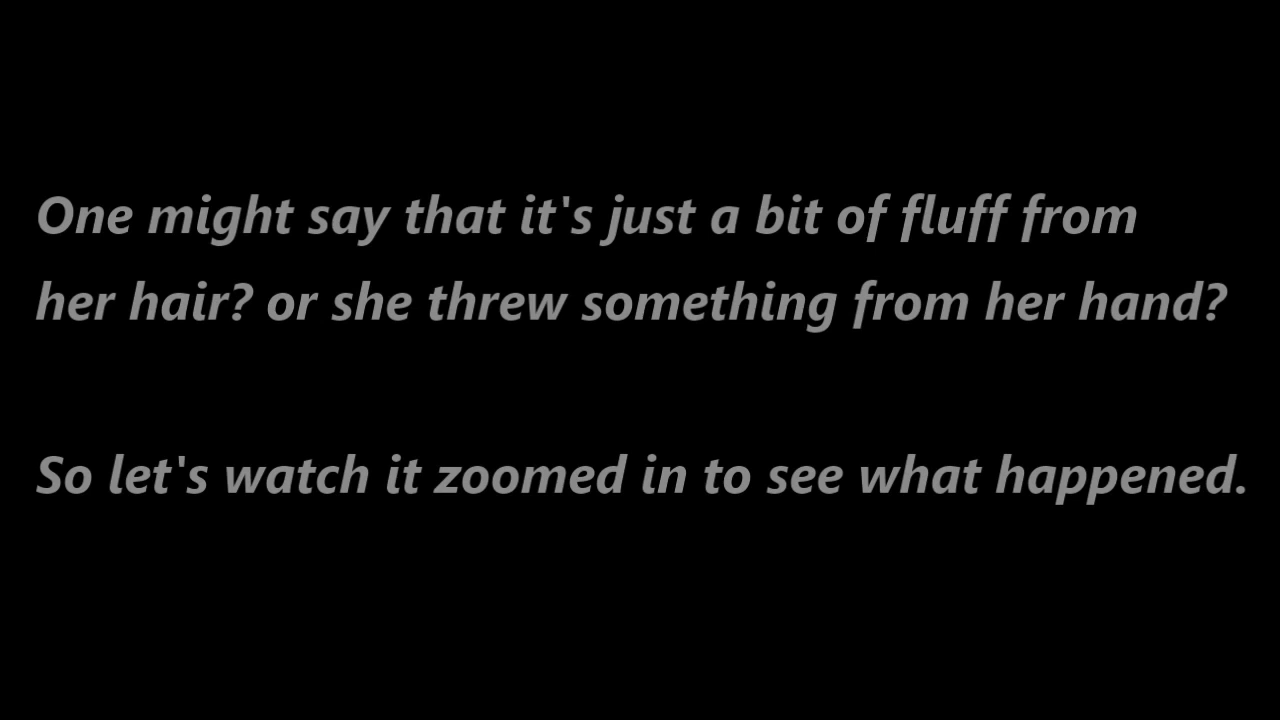 One might say that it's just a bit of fluff from
her hair? or she threw something from her hand?
So let's watch it zoomed in to see what happened.